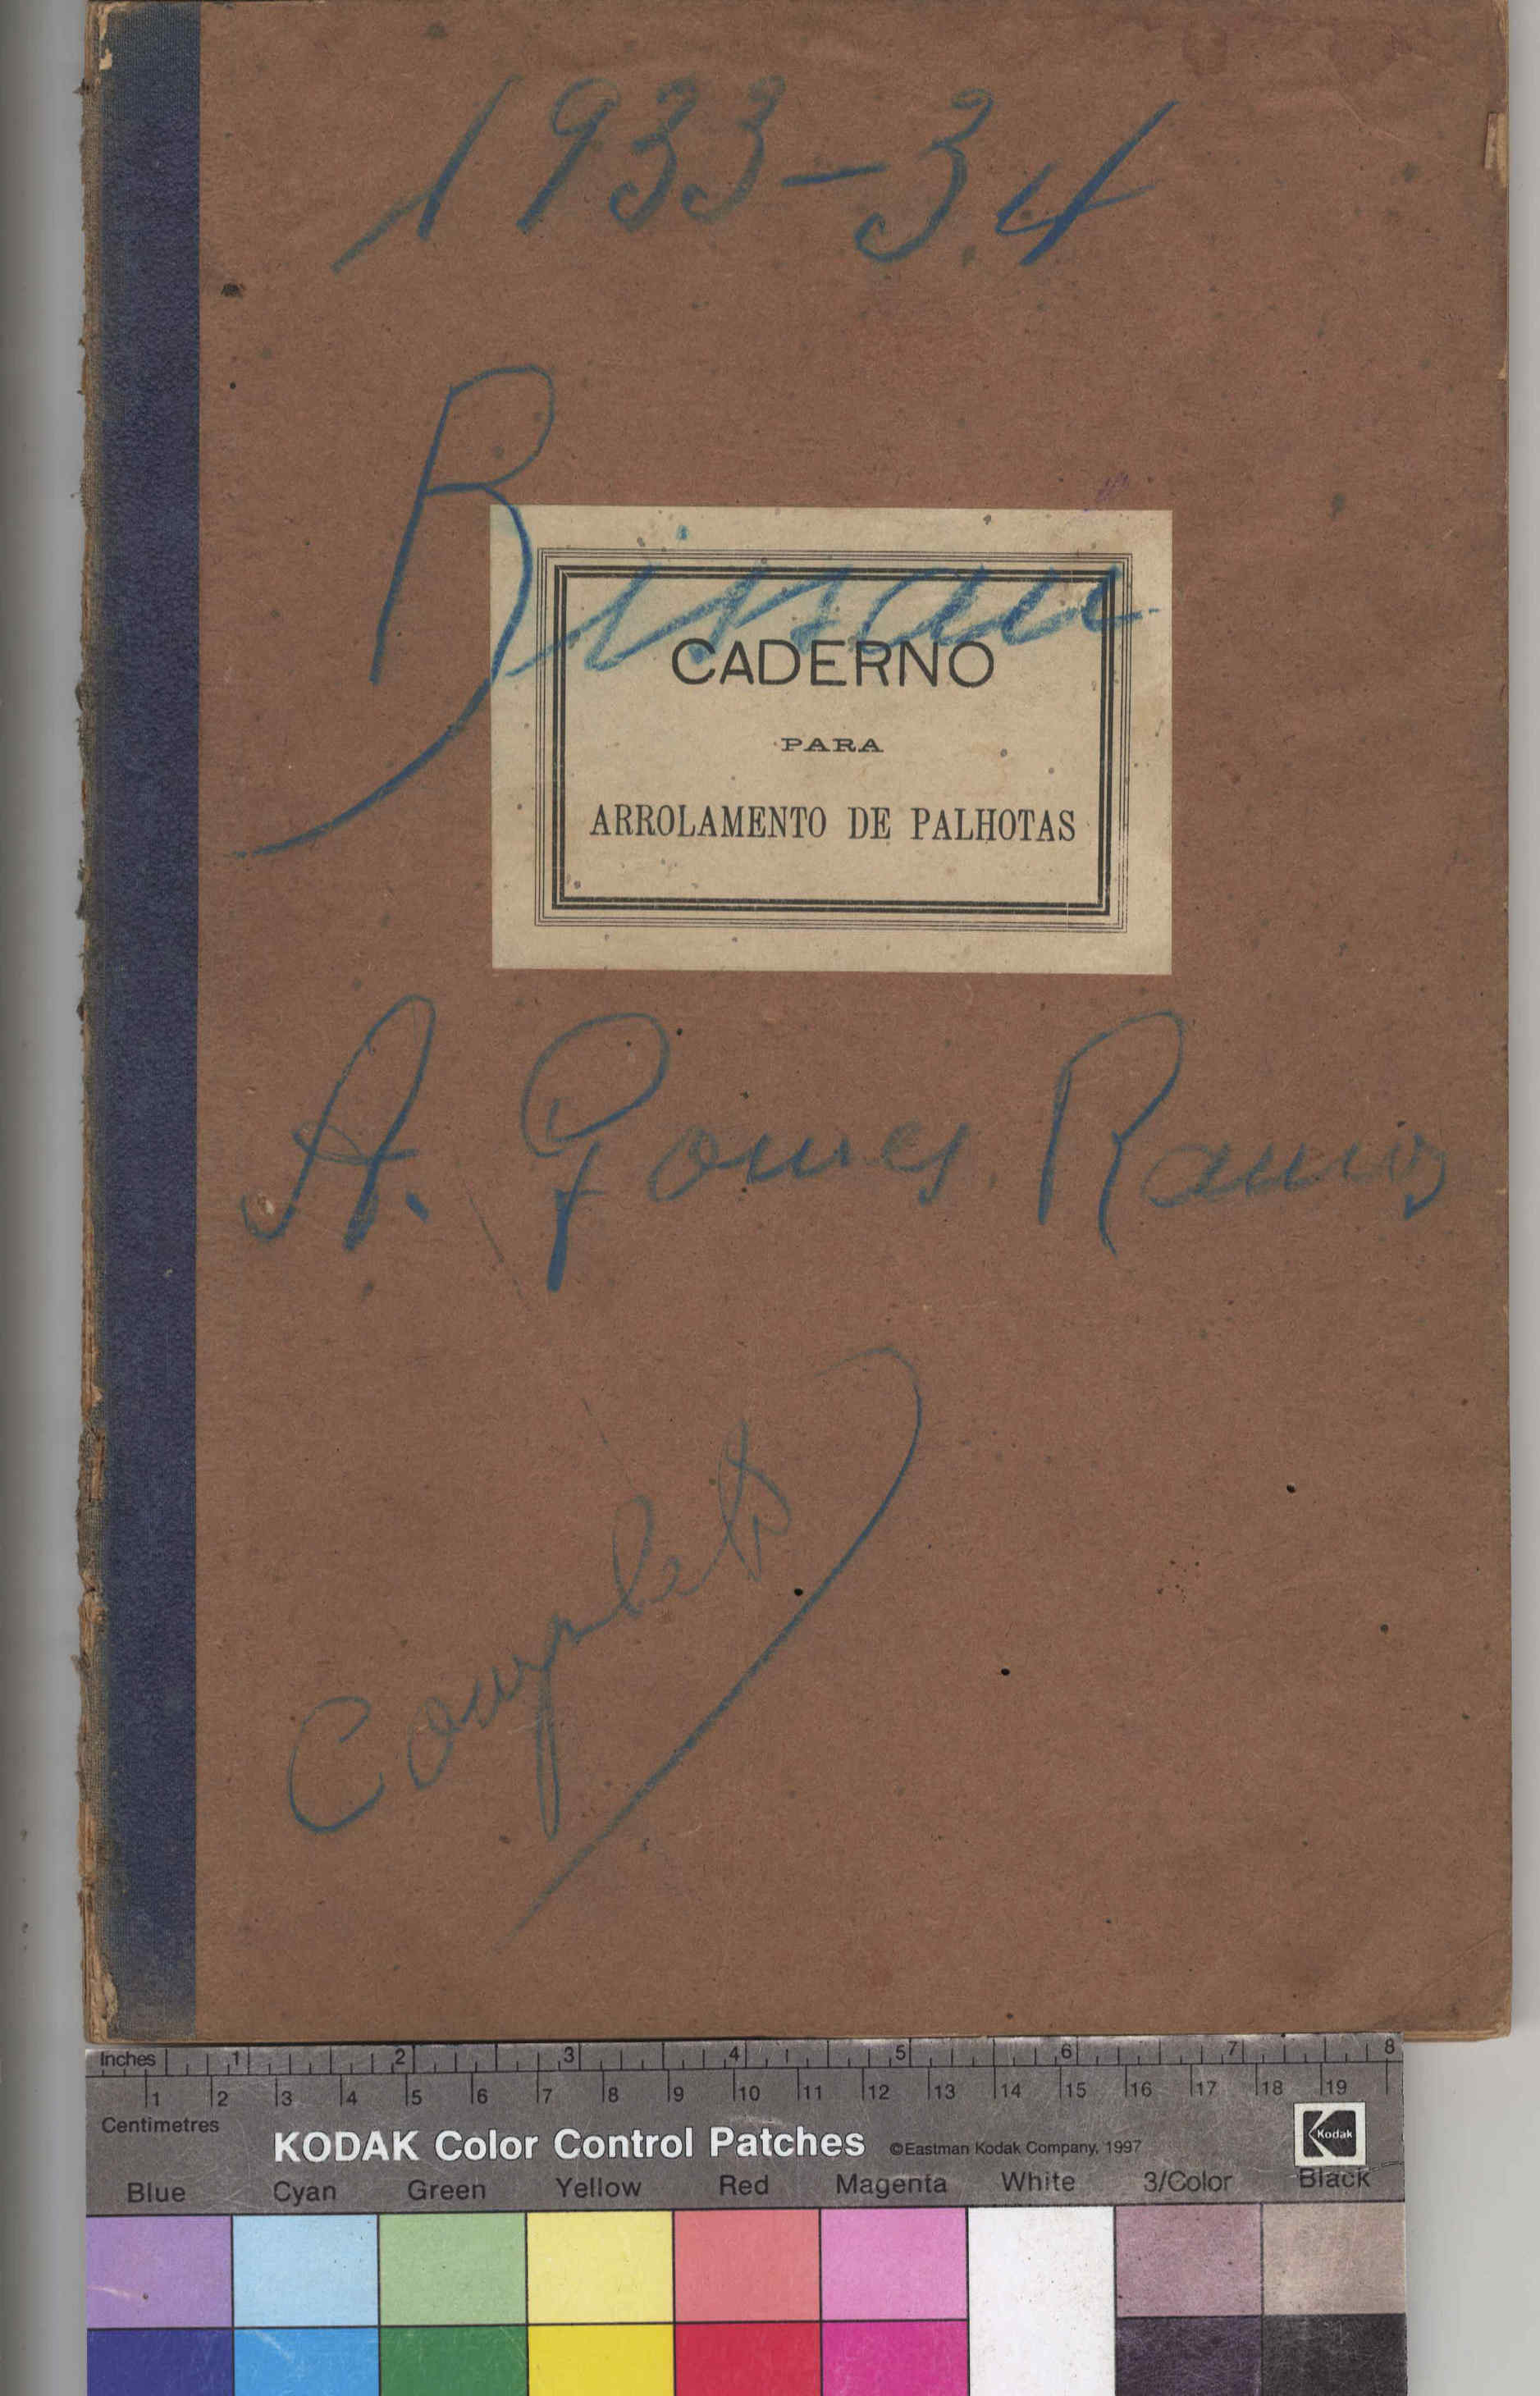 1933-34
Bissau
CADERNO
PARA
ARROLAMENTO DE PALHOTAS
A. Gomes Ramos
Completo
Inches 1 2 3 4 5 6 7 8
1 2 3 4 5 6 7 8 9 10 11 12 13 14 15 16 17 18 19
Centimetres
KODAK Color Control Patches ©Eastman Kodak Company, 1997 Kodak
Blue Cyan Green Yellow Red Magenta White 3/Color Black